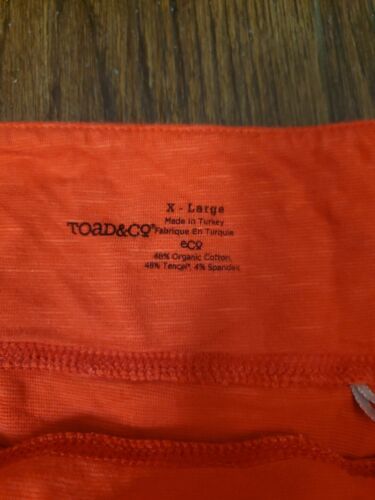 X - Large
Made in Turkey
TOAD&CO® Fabrique En Turquie
eco
48% Organic Cotton,
48% Tencel®, 4% Spandex